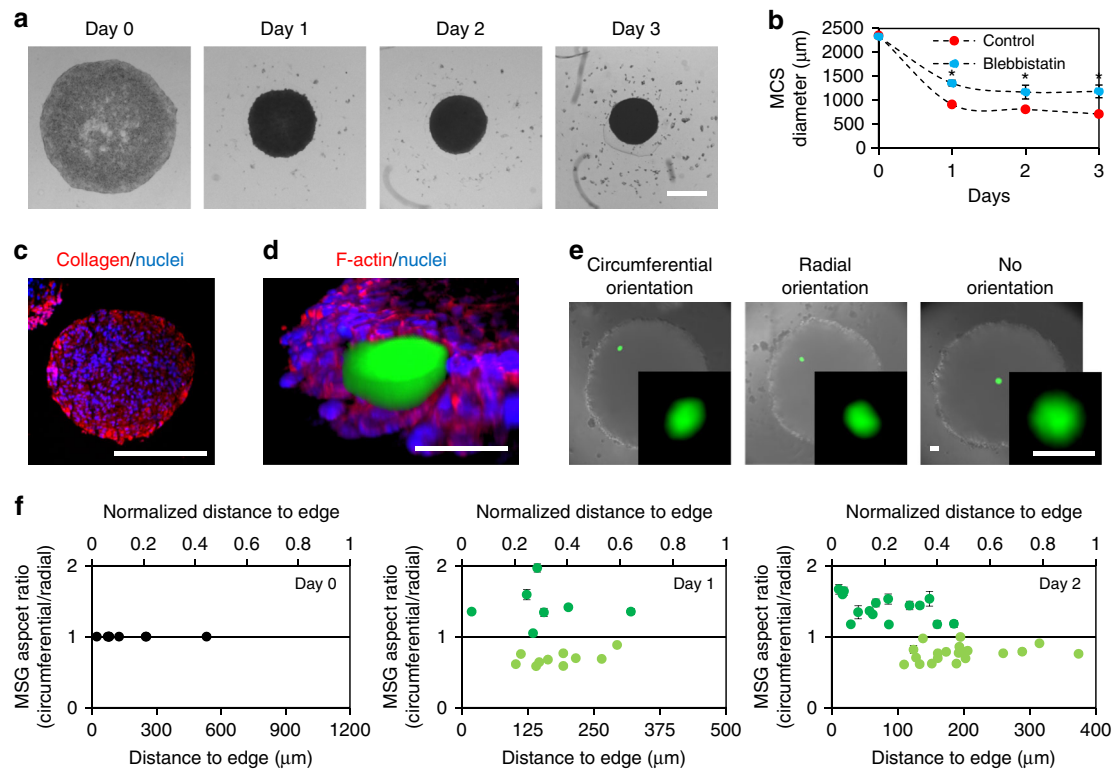 a
Day 0
Day 1
Day 2
Day 3
b
MCS
diameter (μm)
2500
2000
1500
1000
500
0
Control
Blebbistatin
*
*
*
0
1
2
3
Days
c
Collagen/nuclei
d
F-actin/nuclei
e
Circumferential
orientation
Radial
orientation
No
orientation
f
Normalized distance to edge
0 0.2 0.4 0.6 0.8 1
MSG aspect ratio
(circumferential/radial)
2
1
0
Day 0
0 300 600 900 1200
Distance to edge (μm)
Normalized distance to edge
0 0.2 0.4 0.6 0.8 1
MSG aspect ratio
(circumferential/radial)
2
1
0
Day 1
0 125 250 375 500
Distance to edge (μm)
Normalized distance to edge
0 0.2 0.4 0.6 0.8 1
MSG aspect ratio
(circumferential/radial)
2
1
0
Day 2
0 100 200 300 400
Distance to edge (μm)